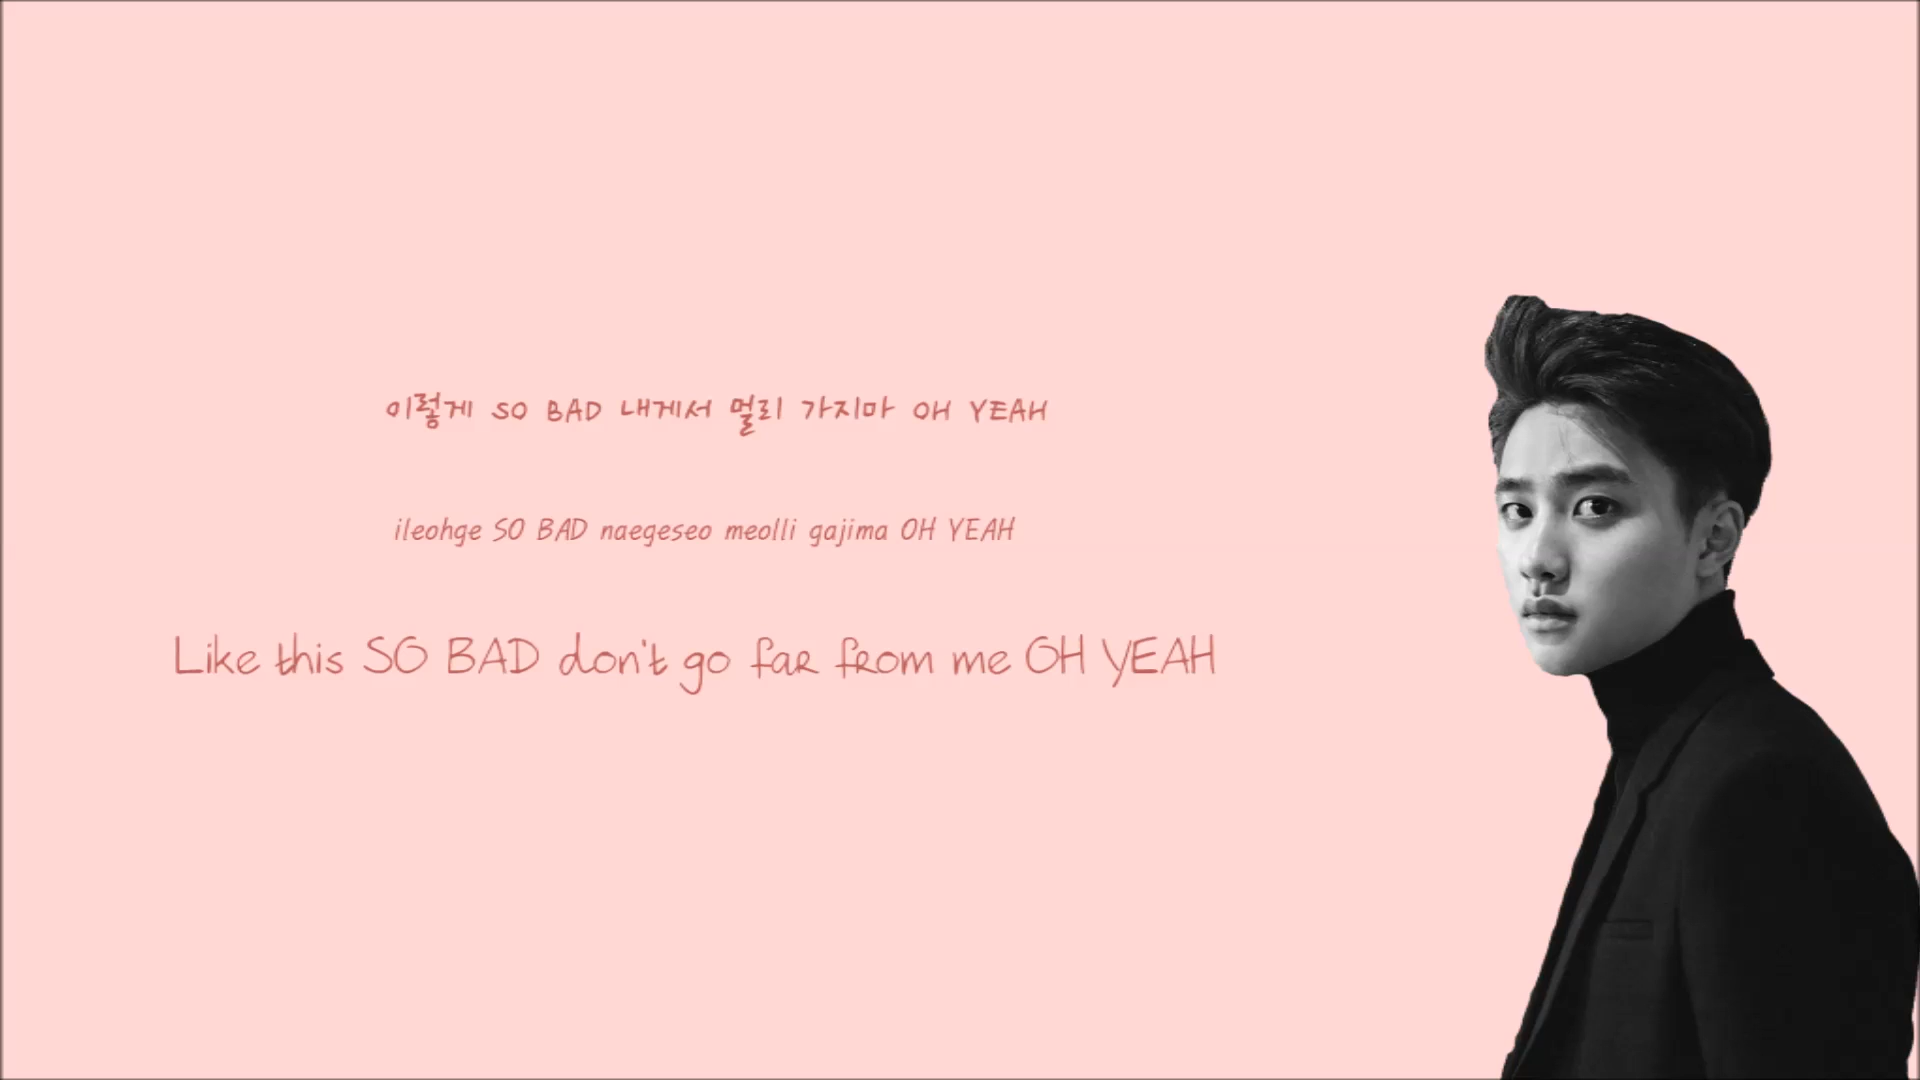 이렇게 SO BAD 내게서 멀리 가지마 OH YEAH
ileohge SO BAD naegeseo meolli gajima OH YEAH
Like this SO BAD don't go far from me OH YEAH